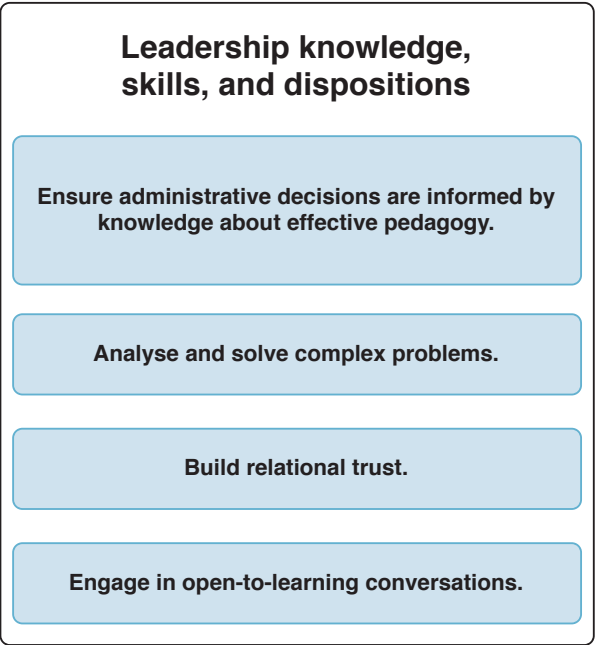 Leadership knowledge,
skills, and dispositions
Ensure administrative decisions are informed by
knowledge about effective pedagogy.
Analyse and solve complex problems.
Build relational trust.
Engage in open-to-learning conversations.